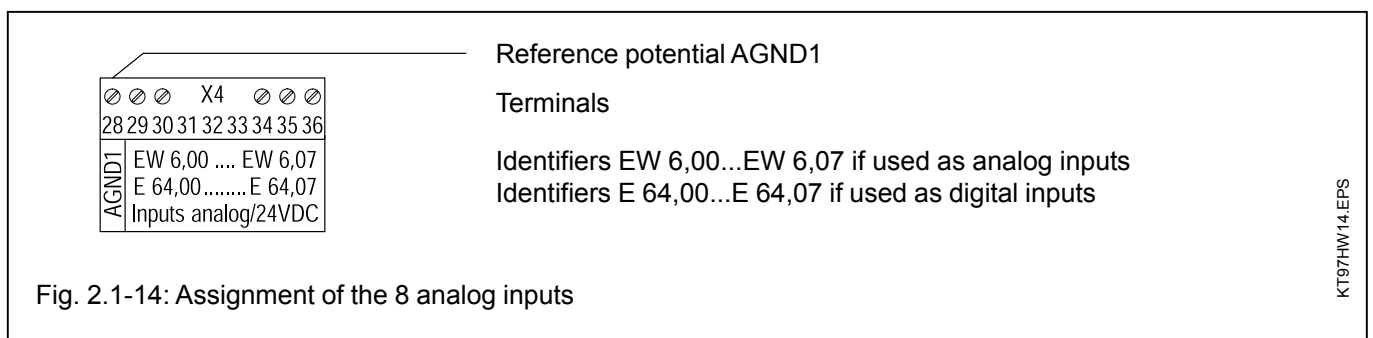 Reference potential AGND1
X4
Terminals
28 29 30 31 32 33 34 35 36
AGND1
EW 6,00 .... EW 6,07
E 64,00........E 64,07
Inputs analog/24VDC
Identifiers EW 6,00...EW 6,07 if used as analog inputs
Identifiers E 64,00...E 64,07 if used as digital inputs
KT97HW14.EPS
Fig. 2.1-14: Assignment of the 8 analog inputs